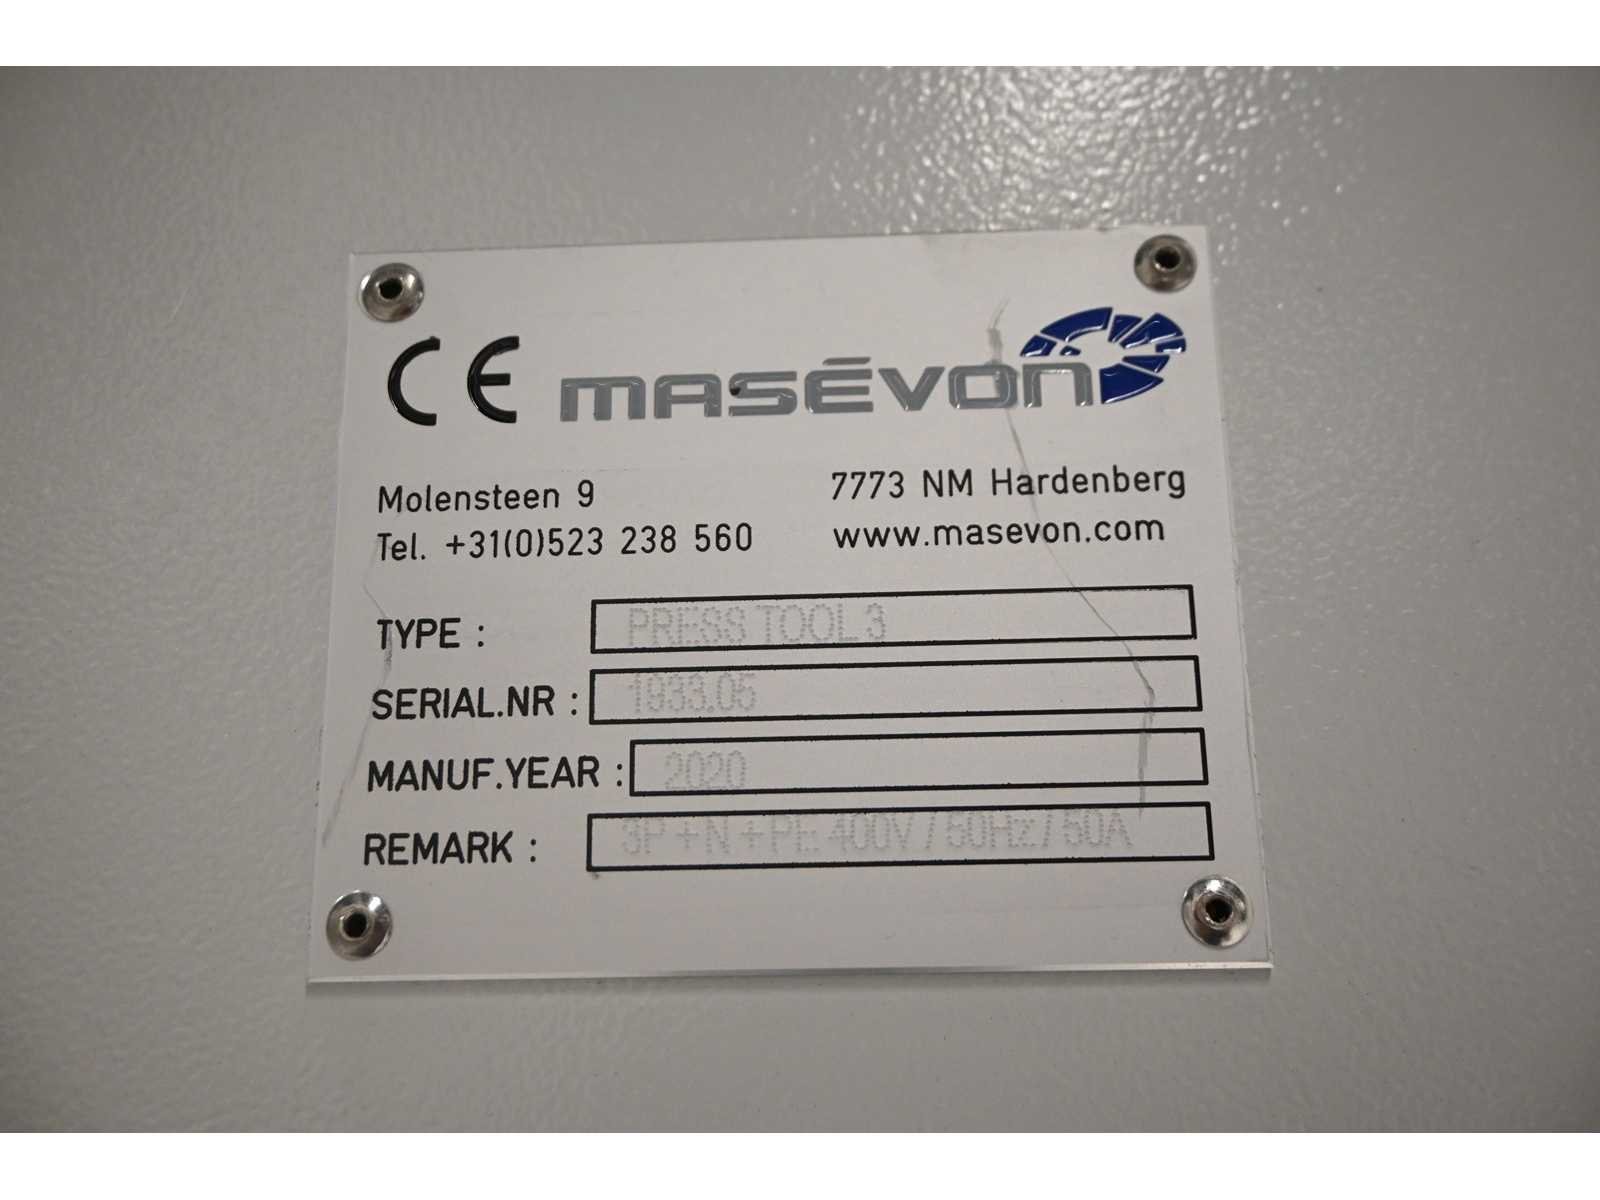 CE MASĒVON
Molensteen 9 7773 NM Hardenberg
Tel. +31(0)523 238 560 www.masevon.com
TYPE : PRESS TOOL 3
SERIAL.NR : 1933.05
MANUF.YEAR : 2020
REMARK : 3P + N + PE 400V / 50Hz / 50A